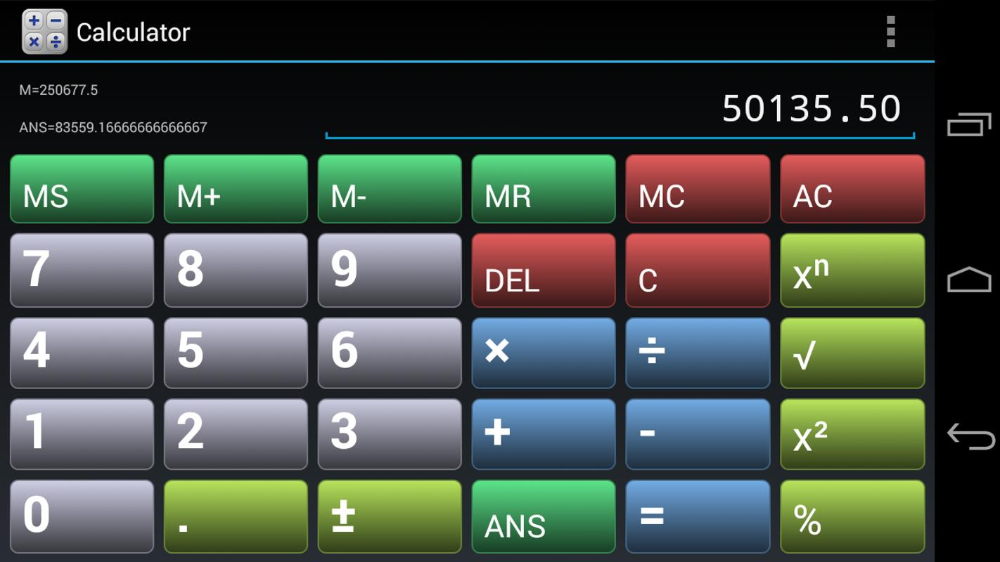 Calculator
M=250677.5
50135.50
ANS=83559.16666666666667
MS M+ M- MR MC AC
7 8 9 DEL C xⁿ
4 5 6 × ÷ √
1 2 3 + - x²
0 . ± ANS = %